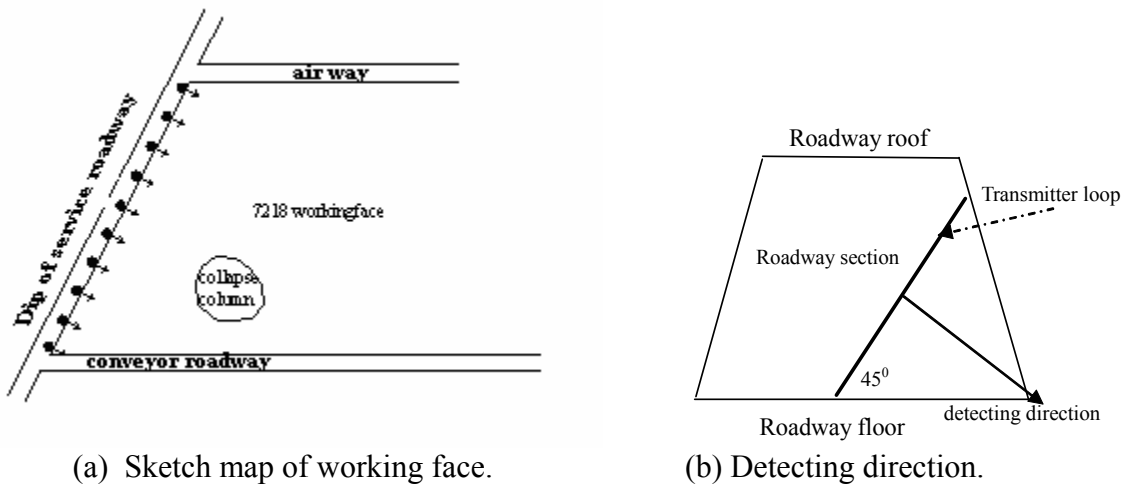 air way
Dip of service roadway
7218 workingface
collapse
column
conveyor roadway
(a) Sketch map of working face.
Roadway roof
Transmitter loop
Roadway section
45⁰
detecting direction
Roadway floor
(b) Detecting direction.